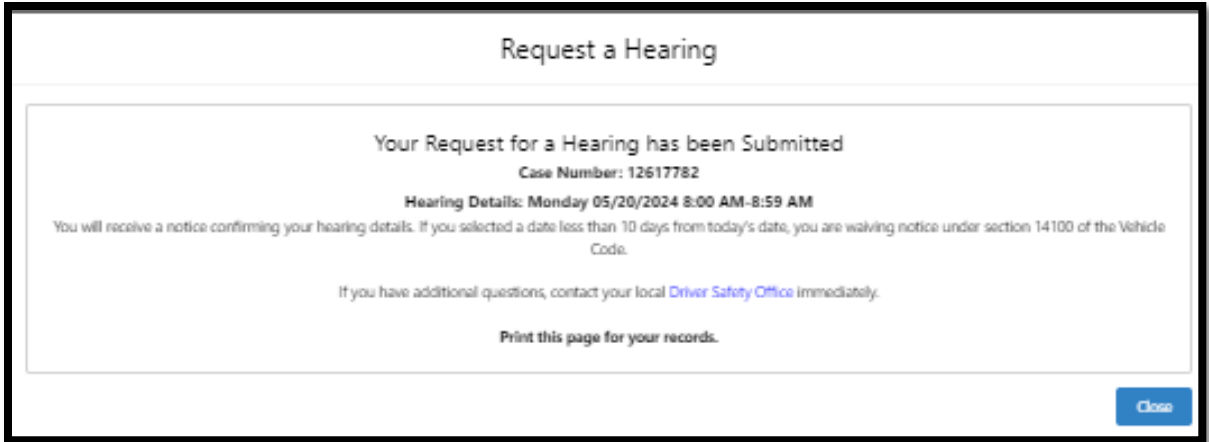 Request a Hearing
Your Request for a Hearing has been Submitted
Case Number: 12617782
Hearing Details: Monday 05/20/2024 8:00 AM-8:59 AM
You will receive a notice confirming your hearing details. If you selected a date less than 10 days from today's date, you are waiving notice under section 14100 of the Vehicle
Code.
If you have additional questions, contact your local Driver Safety Office immediately.
Print this page for your records.
Close